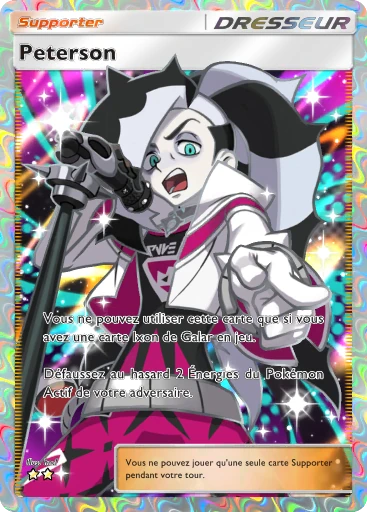 Supporter
DRESSEUR
Peterson
Vous ne pouvez utiliser cette carte que si vous
avez une carte Ixon de Galar en jeu.
Défaussez au hasard 2 Énergies du Pokémon
Actif de votre adversaire.
Vous ne pouvez jouer qu'une seule carte Supporter
pendant votre tour.